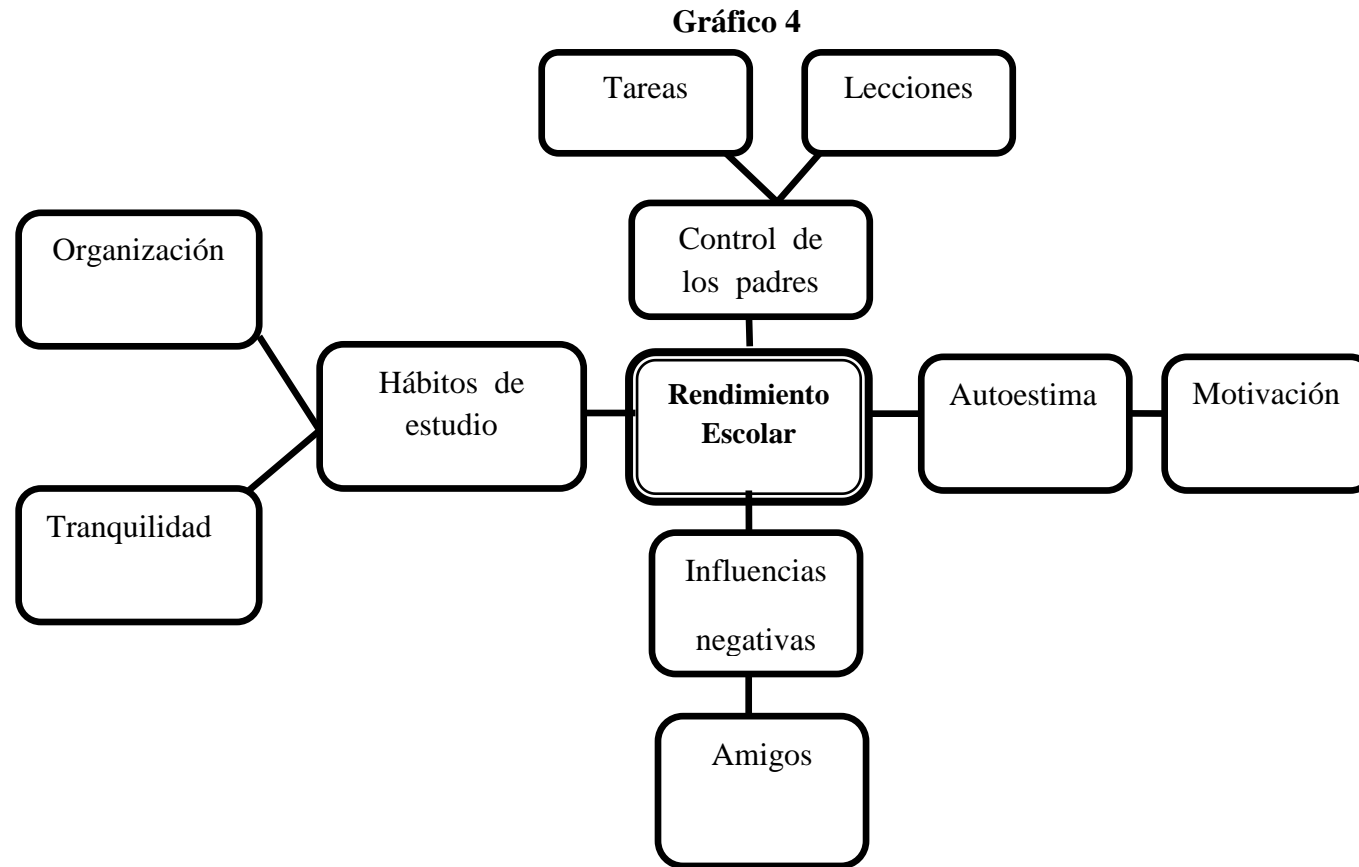 Gráfico 4
Tareas
Lecciones
Control de
los padres
Organización
Hábitos de
estudio
Rendimiento
Escolar
Autoestima
Motivación
Tranquilidad
Influencias
negativas
Amigos